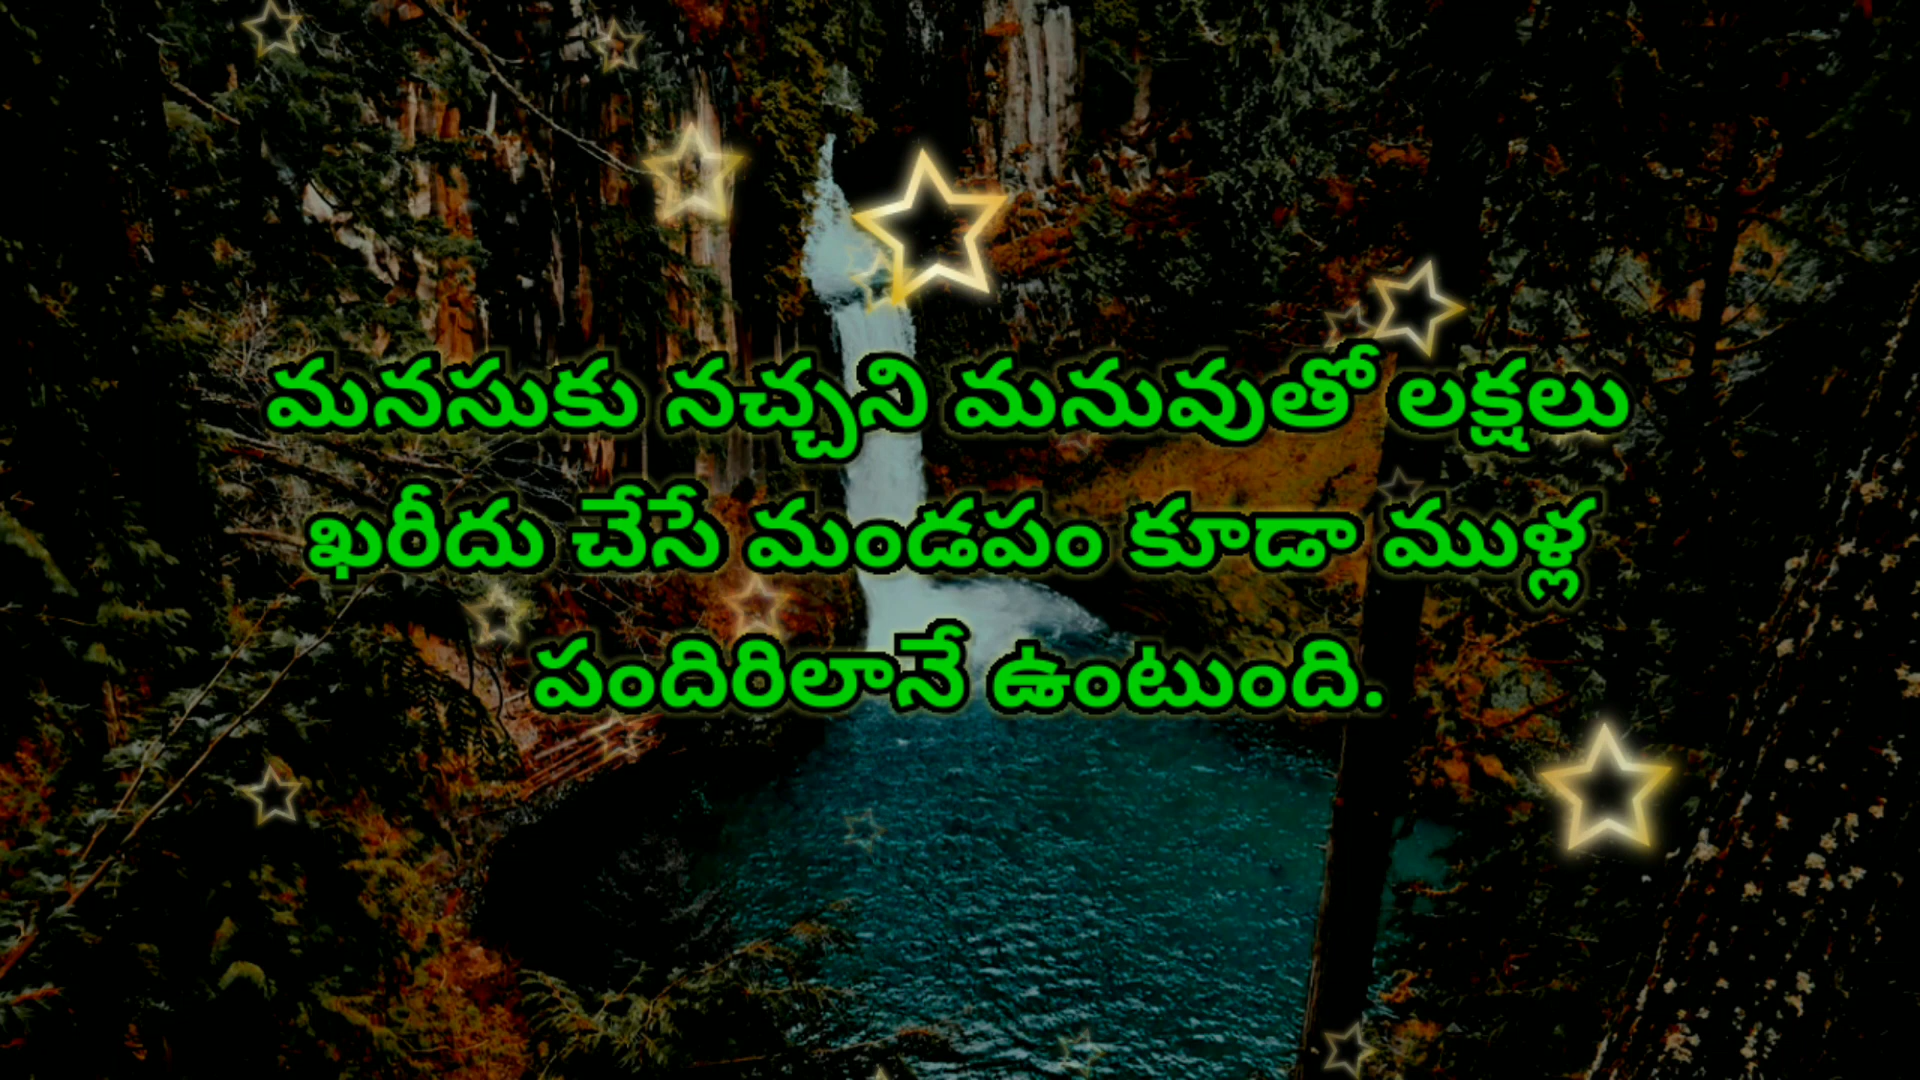 మనసుకు నచ్చని మనువుతో లక్షలు
ఖరీదు చేసే మండపం కూడా ముళ్ల
పందిరిలానే ఉంటుంది.